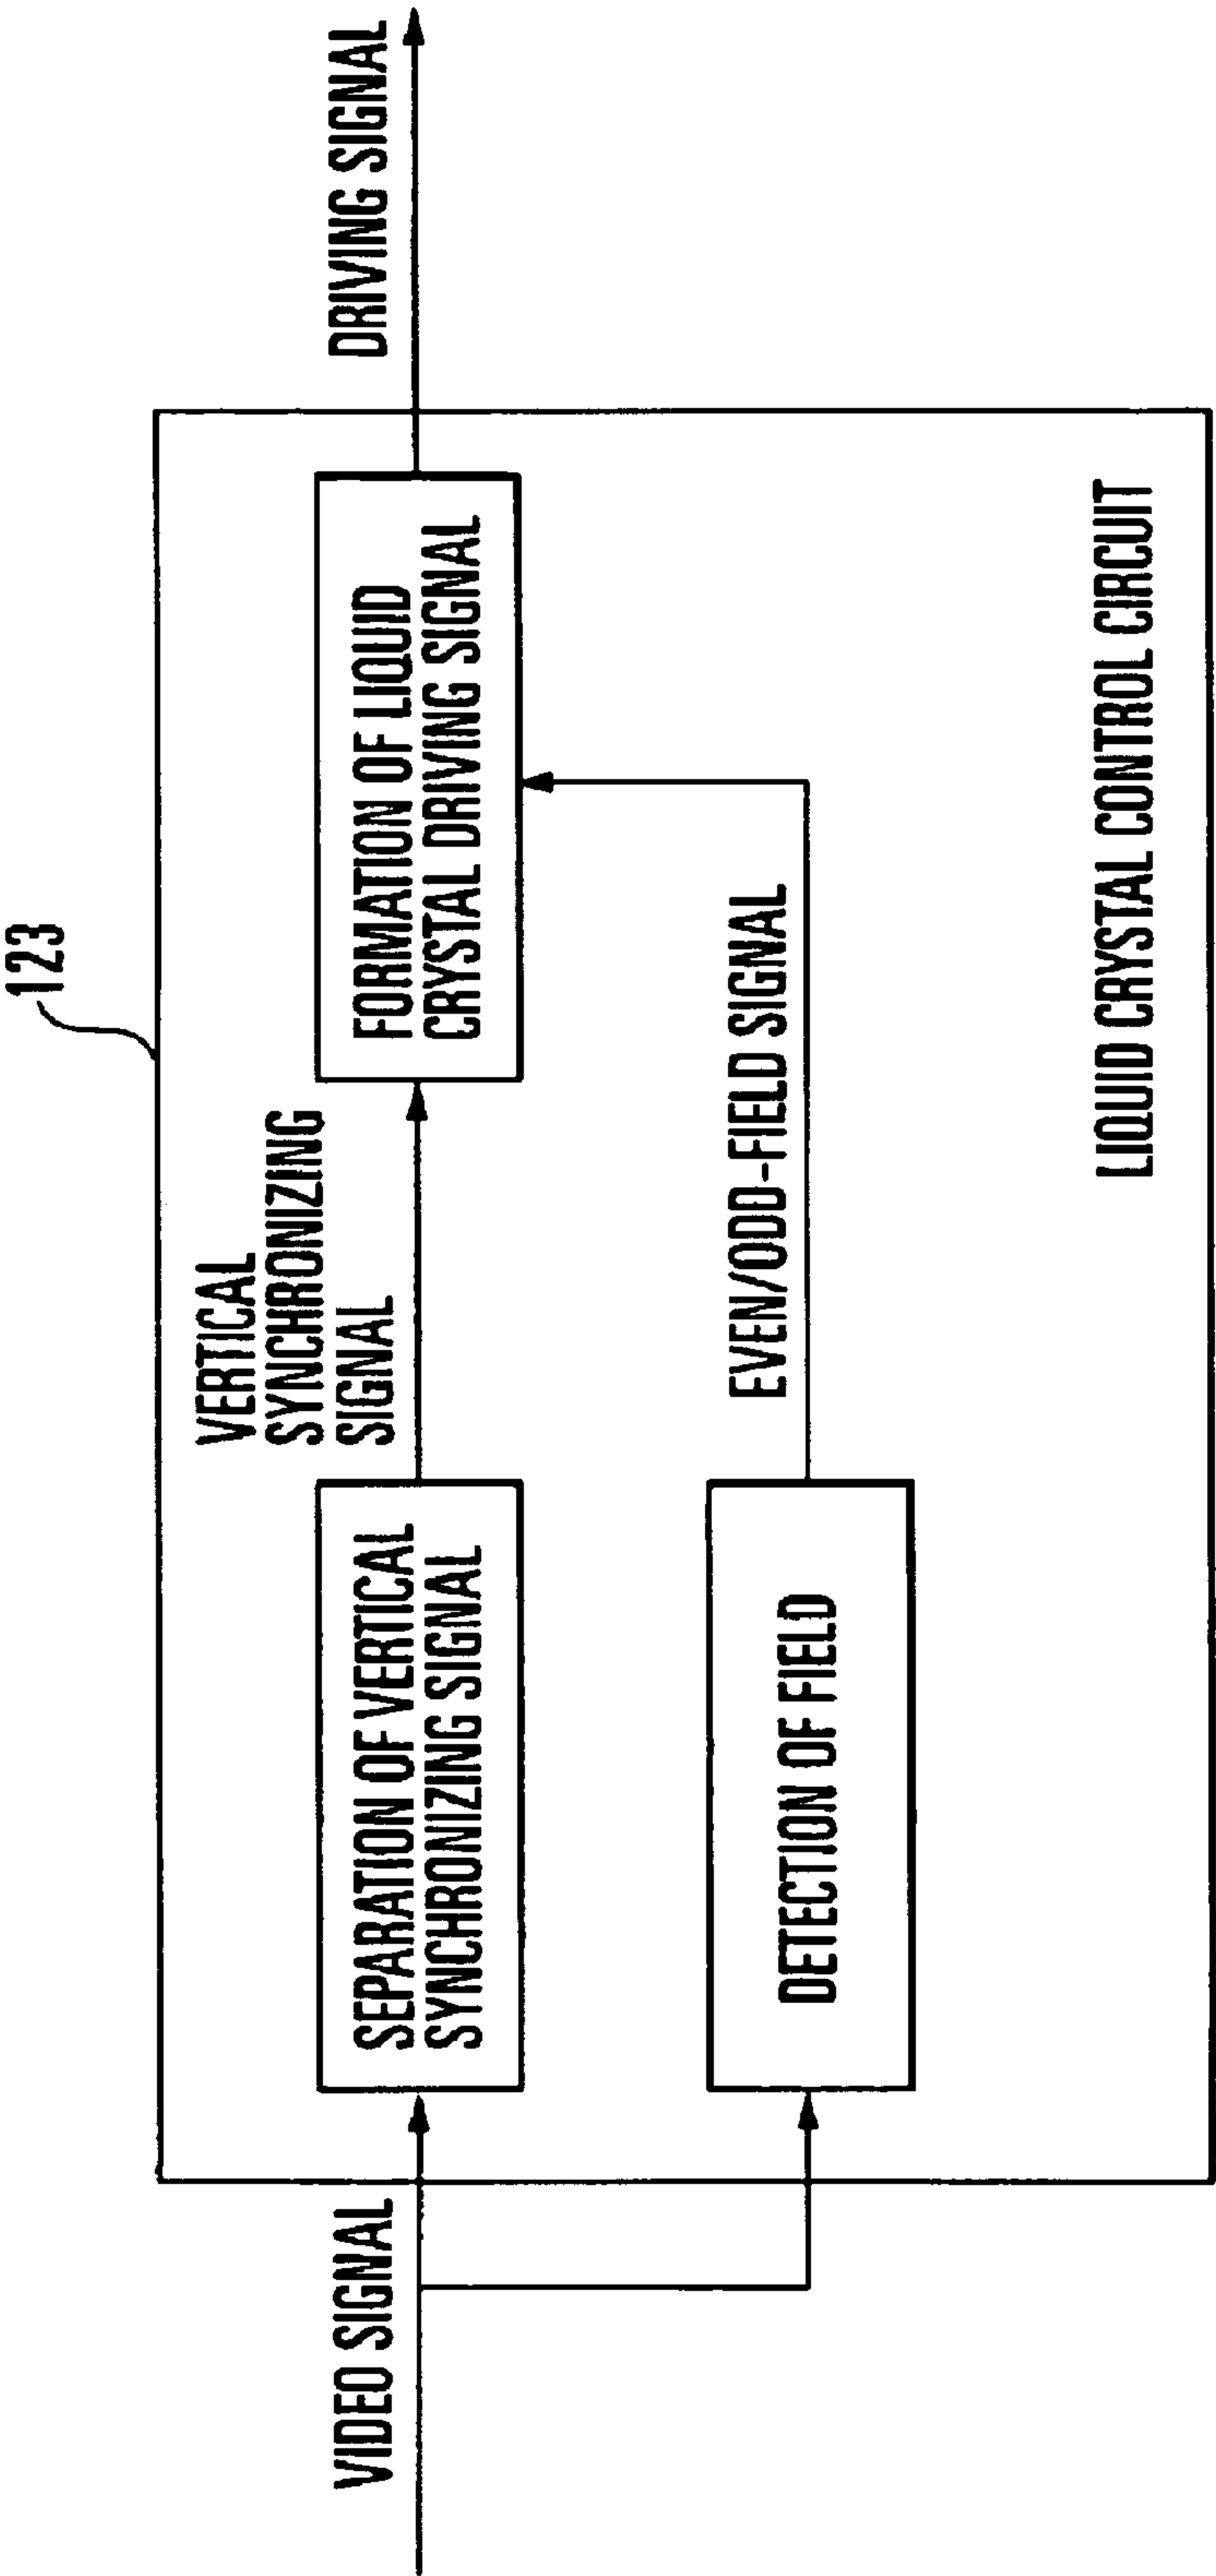 123
VIDEO SIGNAL
SEPARATION OF VERTICAL
SYNCHRONIZING SIGNAL
VERTICAL
SYNCHRONIZING
SIGNAL
FORMATION OF LIQUID
CRYSTAL DRIVING SIGNAL
DRIVING SIGNAL
DETECTION OF FIELD
EVEN/ODD-FIELD SIGNAL
LIQUID CRYSTAL CONTROL CIRCUIT